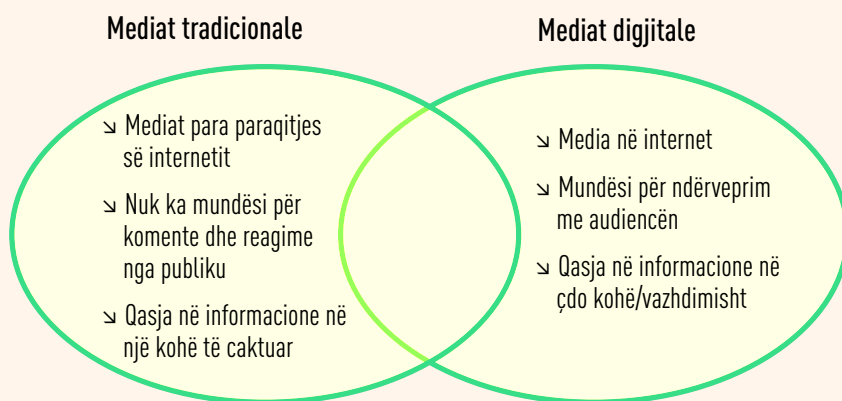 Mediat tradicionale
↘ Mediat para paraqitjes
së internetit
↘ Nuk ka mundësi për
komente dhe reagime
nga publiku
↘ Qasja në informacione në
një kohë të caktuar
Mediat digjitale
↘ Media në internet
↘ Mundësi për ndërveprim
me audiencën
↘ Qasja në informacione në
çdo kohë/vazhdimisht